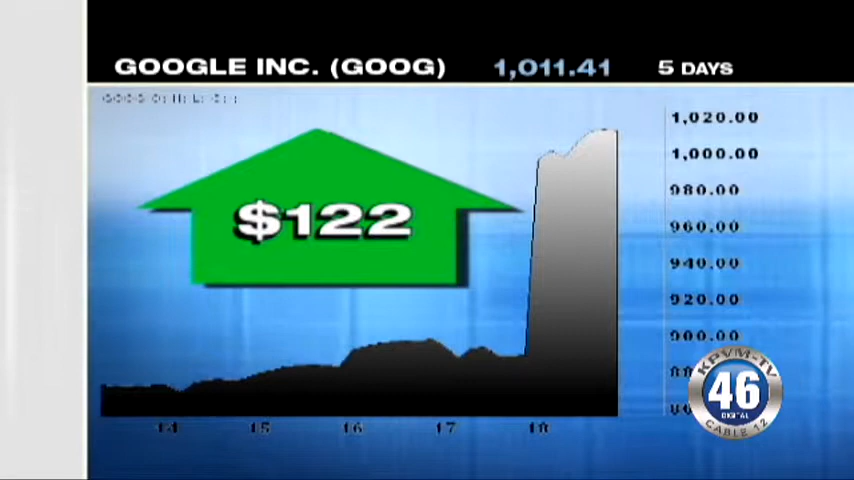 GOOGLE INC. (GOOG) 1,011.41 5 DAYS
1,020.00
1,000.00
980.00
$122
960.00
940.00
920.00
900.00
KPVM-TV
46
DIGITAL
CABLE 12
14 15 16 17 18